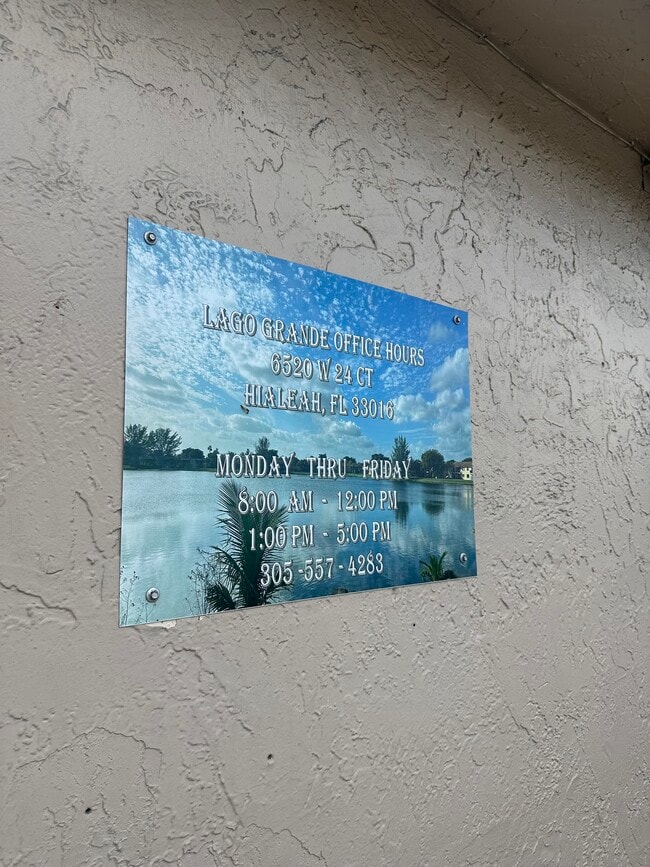 LAGO GRANDE OFFICE HOURS
6520 W 24 CT
HIALEAH, FL 33016
MONDAY THRU FRIDAY
8:00 AM - 12:00 PM
1:00 PM - 5:00 PM
305-557-4283